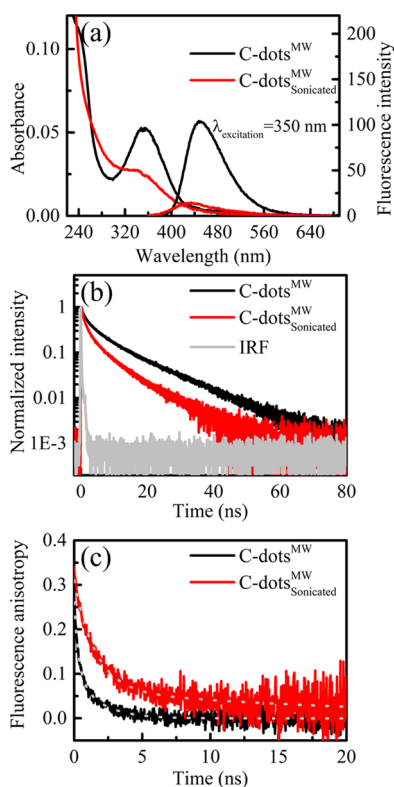 (a)
C-dots^MW
C-dots^MW_Sonicated
λ_excitation=350 nm
Absorbance
0.00
0.05
0.10
Fluorescence intensity
0
50
100
150
200
240 320 400 480 560 640
Wavelength (nm)
(b)
C-dots^MW
C-dots^MW_Sonicated
IRF
Normalized intensity
1
0.1
0.01
1E-3
0 20 40 60 80
Time (ns)
(c)
C-dots^MW
C-dots^MW_Sonicated
Fluorescence anisotropy
0.4
0.3
0.2
0.1
0.0
0 5 10 15 20
Time (ns)